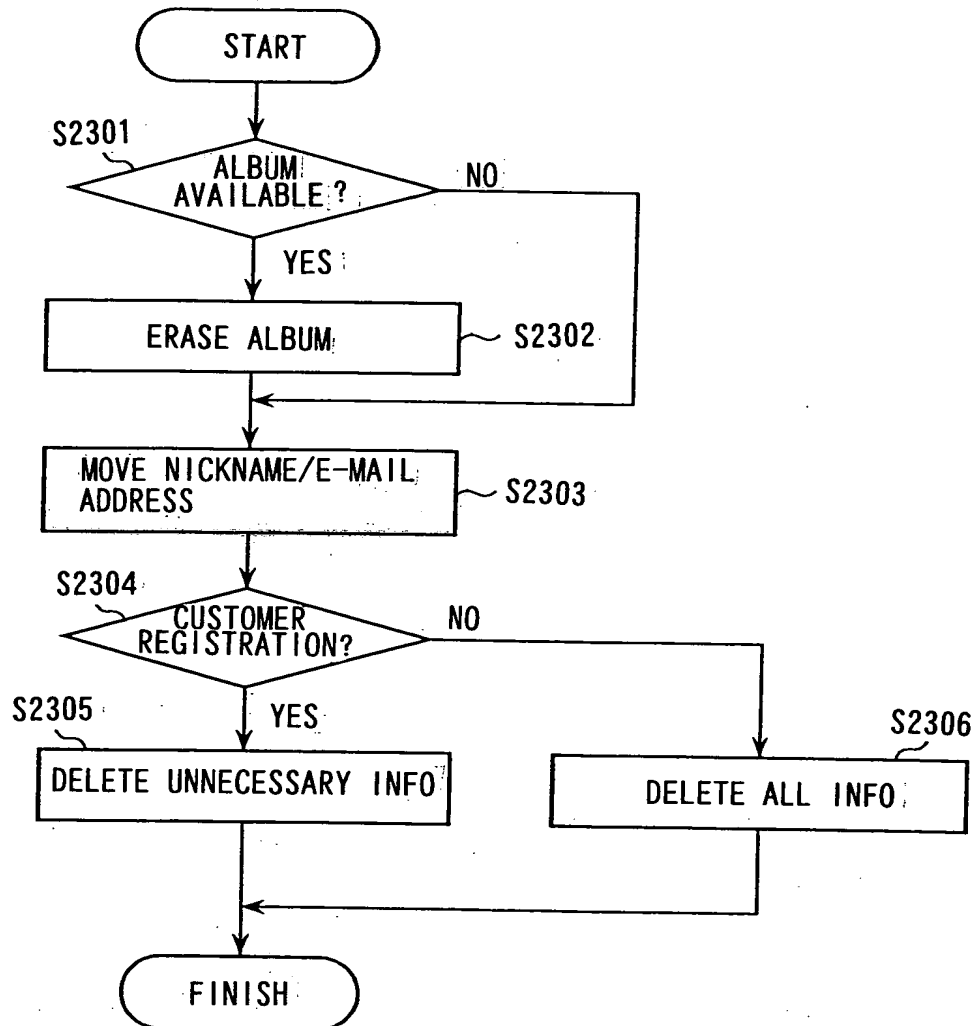 START
S2301
ALBUM
AVAILABLE?
NO
YES
ERASE ALBUM
S2302
MOVE NICKNAME/E-MAIL
ADDRESS
S2303
S2304
CUSTOMER
REGISTRATION?
NO
YES
S2305
DELETE UNNECESSARY INFO
S2306
DELETE ALL INFO
FINISH